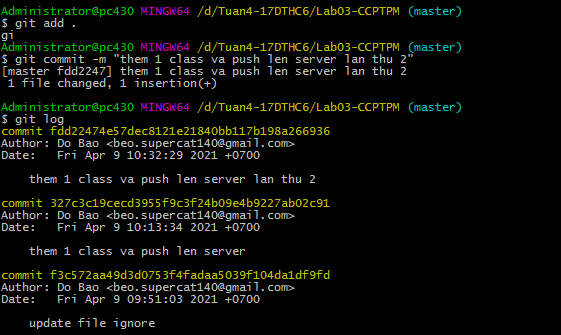 Administrator@pc430 MINGW64 /d/Tuan4-17DTHC6/Lab03-CCPTPM (master)
$ git add .
gi
Administrator@pc430 MINGW64 /d/Tuan4-17DTHC6/Lab03-CCPTPM (master)
$ git commit -m "them 1 class va push len server lan thu 2"
[master fdd2247] them 1 class va push len server lan thu 2
1 file changed, 1 insertion(+)
Administrator@pc430 MINGW64 /d/Tuan4-17DTHC6/Lab03-CCPTPM (master)
$ git log
commit fdd22474e57dec8121e21840bb117b198a266936
Author: Do Bao <beo.supercat140@gmail.com>
Date: Fri Apr 9 10:32:29 2021 +0700
them 1 class va push len server lan thu 2
commit 327c3c19cecd3955f9c3f24b09e4b9227ab02c91
Author: Do Bao <beo.supercat140@gmail.com>
Date: Fri Apr 9 10:13:34 2021 +0700
them 1 class va push len server
commit f3c572aa49d3d0753f4fadaa5039f104da1df9fd
Author: Do Bao <beo.supercat140@gmail.com>
Date: Fri Apr 9 09:51:03 2021 +0700
update file ignore